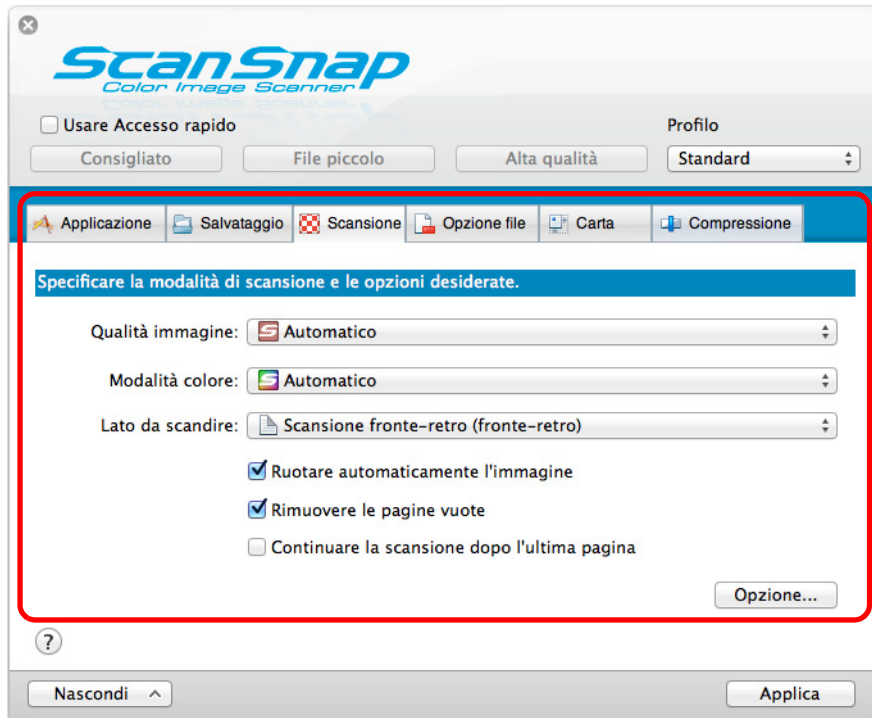 ScanSnap
Color Image Scanner
Usare Accesso rapido
Profilo
Consigliato File piccolo Alta qualità Standard
Applicazione Salvataggio Scansione Opzione file Carta Compressione
Specificare la modalità di scansione e le opzioni desiderate.
Qualità immagine: Automatico
Modalità colore: Automatico
Lato da scandire: Scansione fronte-retro (fronte-retro)
Ruotare automaticamente l'immagine
Rimuovere le pagine vuote
Continuare la scansione dopo l'ultima pagina
Opzione...
?
Nascondi Applica